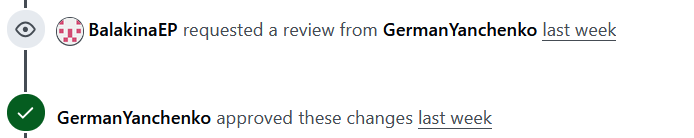 BalakinaEP requested a review from GermanYanchenko last week
GermanYanchenko approved these changes last week